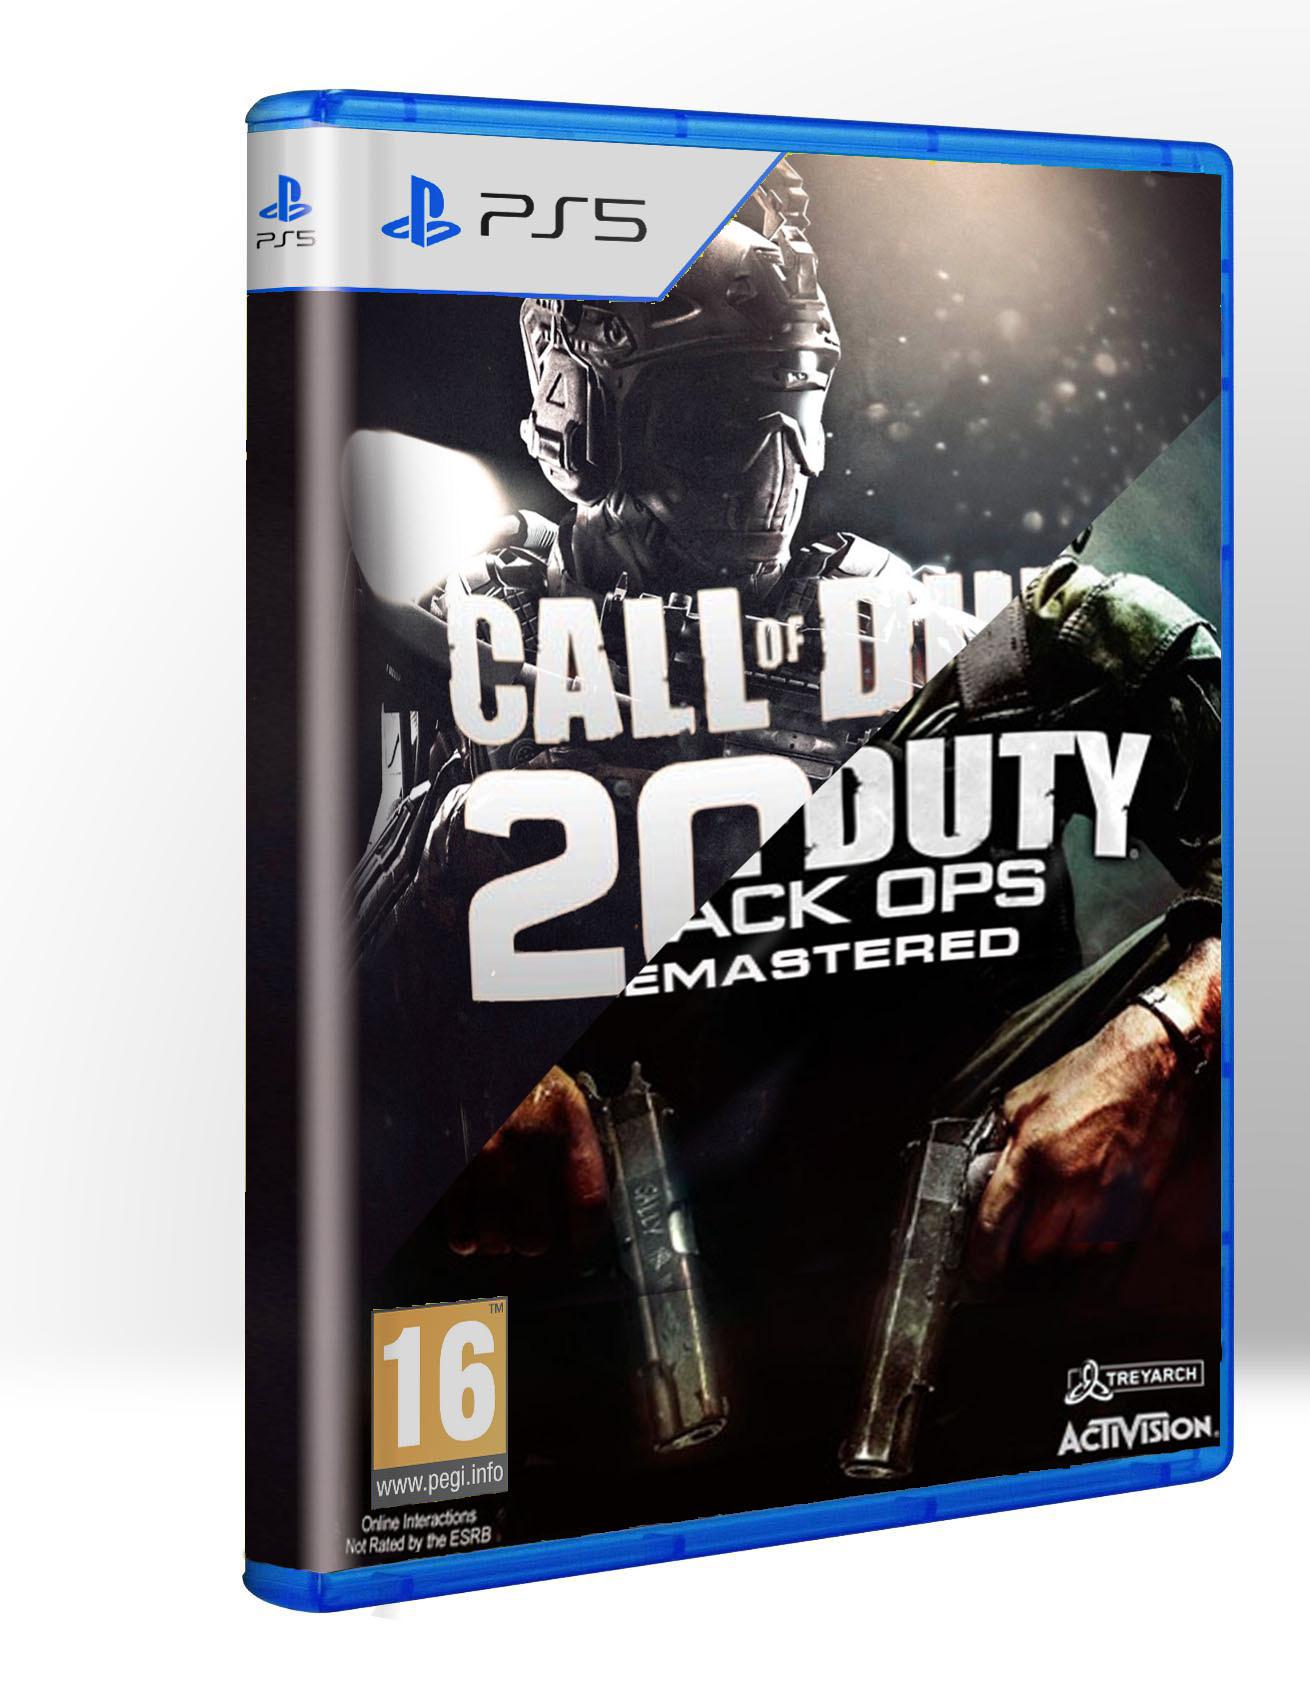 PS5
PS5
CALL OF DU
20
DUTY
ACK OPS
EMASTERED
SALLY
16™
www.pegi.info
Online Interactions
Not Rated by the ESRB
TREYARCH
ACTIVISION.